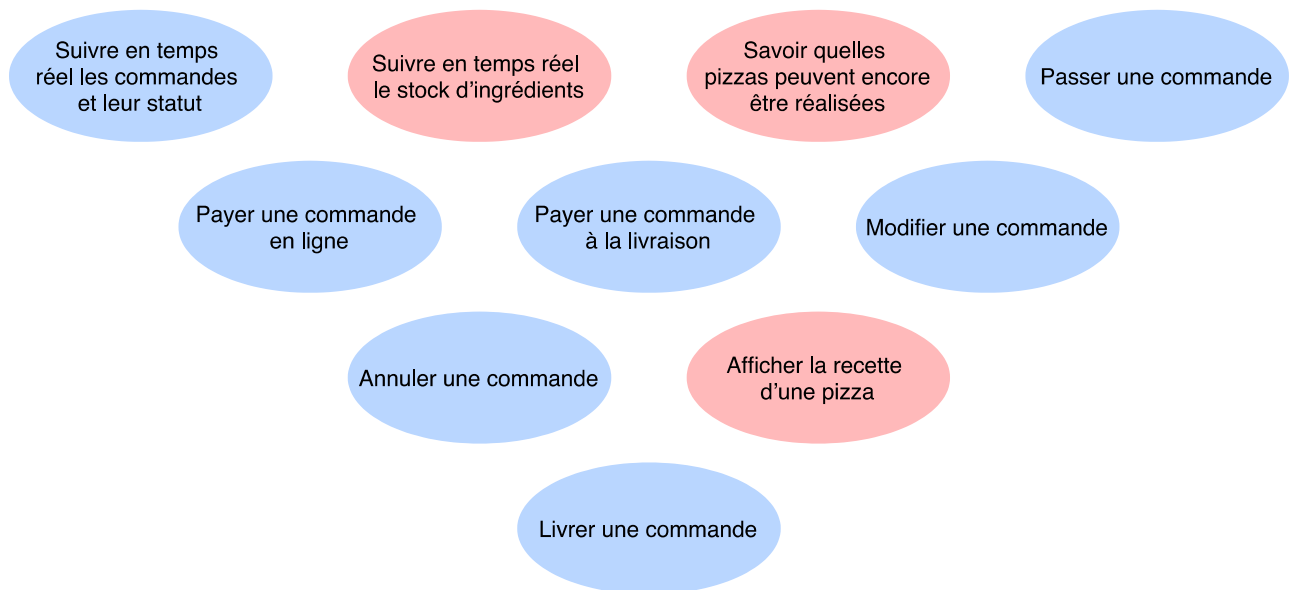 Suivre en temps
réel les commandes
et leur statut
Suivre en temps réel
le stock d’ingrédients
Savoir quelles
pizzas peuvent encore
être réalisées
Passer une commande
Payer une commande
en ligne
Payer une commande
à la livraison
Modifier une commande
Annuler une commande
Afficher la recette
d’une pizza
Livrer une commande